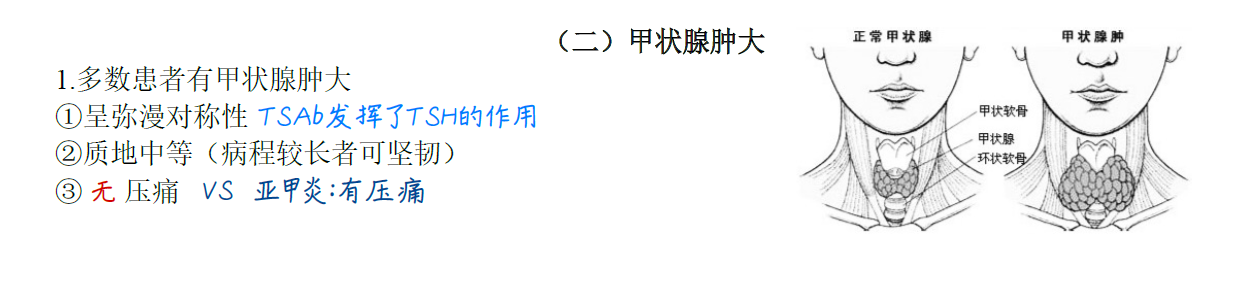 （二）甲状腺肿大
1.多数患者有甲状腺肿大
①呈弥漫对称性 TSAb发挥了TSH的作用
②质地中等（病程较长者可坚韧）
③ 无 压痛 VS 亚甲炎:有压痛
正常甲状腺
甲状腺肿
甲状软骨
甲状腺
环状软骨